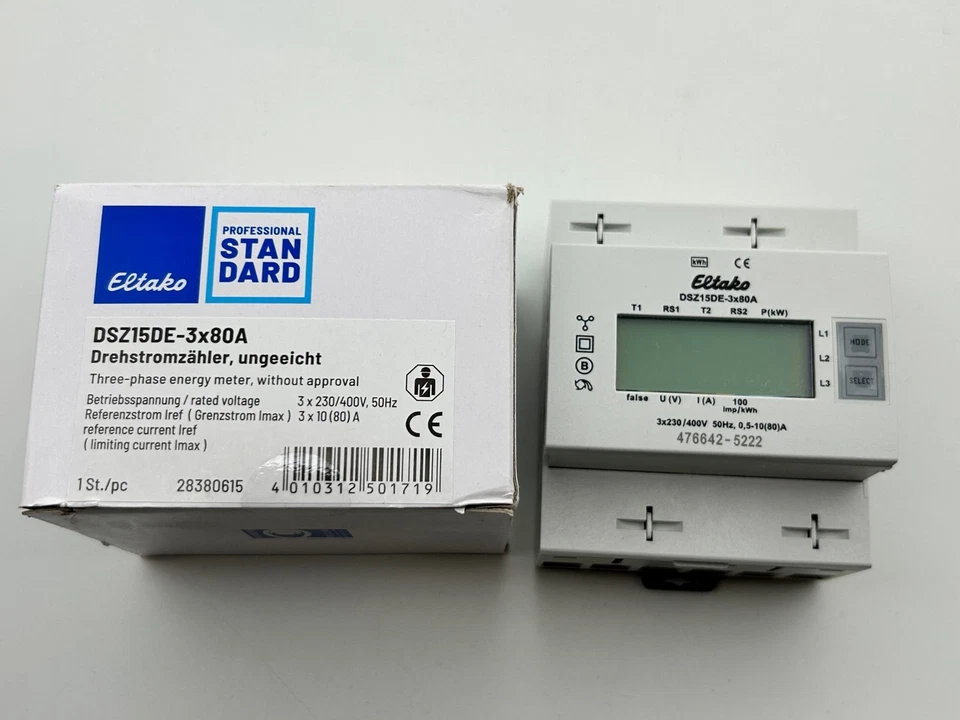 Eltako
PROFESSIONAL
STAN
DARD
DSZ15DE-3x80A
Drehstromzähler, ungeeicht
Three-phase energy meter, without approval
Betriebsspannung / rated voltage 3 x 230/400V, 50Hz
Referenzstrom Iref ( Grenzstrom Imax ) 3 x 10 (80) A
reference current Iref
( limiting current Imax )
CE
1 St./pc 28380615 4 010312 501719
kWh CE
Eltako
DSZ15DE-3x80A
T1 RS1 T2 RS2 P(kW)
L1
L2
L3
MODE
SELECT
B
false U (V) I (A) 100
Imp/kWh
3x230/400V 50Hz, 0,5-10(80)A
476642-5222